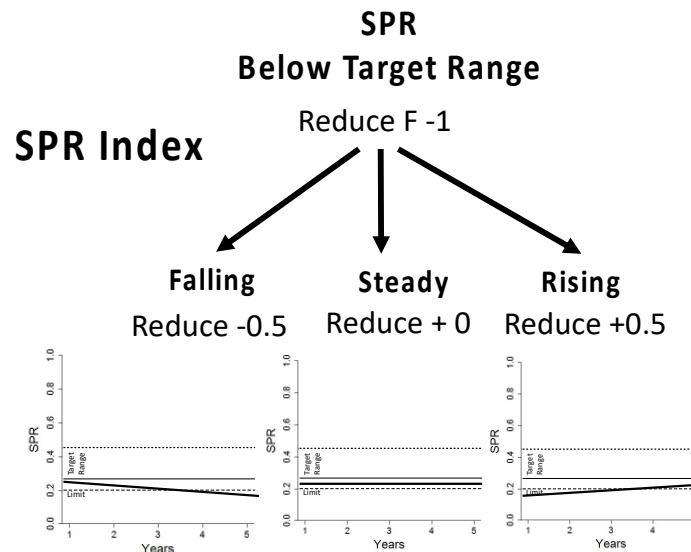 SPR
Below Target Range
Reduce F -1
SPR Index
Falling
Steady
Rising
Reduce -0.5
Reduce + 0
Reduce +0.5
SPR
0.0
0.2
0.4
0.6
0.8
1.0
Target
Range
Limit
1
2
3
4
5
Years
SPR
0.0
0.2
0.4
0.6
0.8
1.0
Target
Range
Limit
1
2
3
4
5
Years
SPR
0.0
0.2
0.4
0.6
0.8
1.0
Target
Range
Limit
1
2
3
4
5
Years